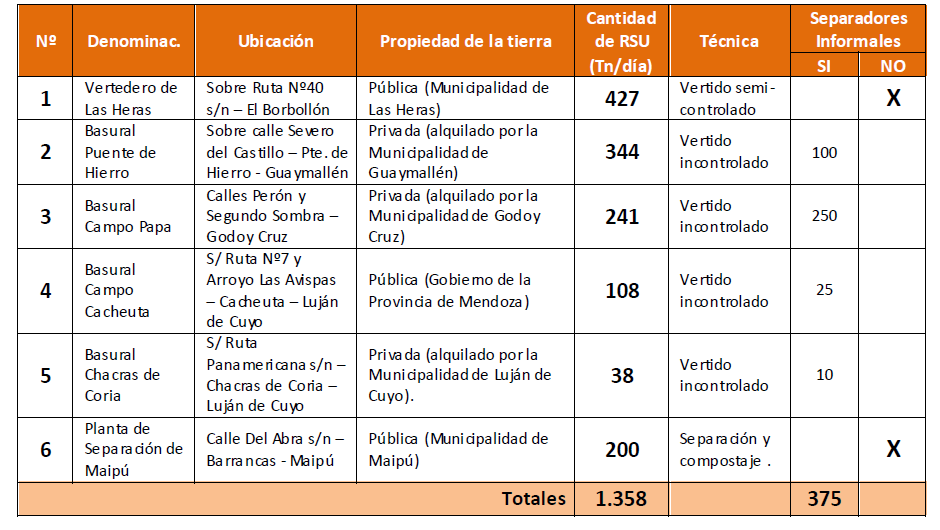 Nº Denominac. Ubicación Propiedad de la tierra Cantidad de RSU (Tn/día) Técnica Separadores Informales
SI NO
1 Vertedero de Las Heras Sobre Ruta Nº40 s/n – El Borbollón Pública (Municipalidad de Las Heras) 427 Vertido semi-controlado X
2 Basural Puente de Hierro Sobre calle Severo del Castillo – Pte. de Hierro - Guaymallén Privada (alquilado por la Municipalidad de Guaymallén) 344 Vertido incontrolado 100
3 Basural Campo Papa Calles Perón y Segundo Sombra – Godoy Cruz Privada (alquilado por la Municipalidad de Godoy Cruz) 241 Vertido incontrolado 250
4 Basural Campo Cacheuta S/ Ruta Nº7 y Arroyo Las Avispas – Cacheuta – Luján de Cuyo Pública (Gobierno de la Provincia de Mendoza) 108 Vertido incontrolado 25
5 Basural Chacras de Coria S/ Ruta Panamericana s/n – Chacras de Coria – Luján de Cuyo Privada (alquilado por la Municipalidad de Luján de Cuyo). 38 Vertido incontrolado 10
6 Planta de Separación de Maipú Calle Del Abra s/n – Barrancas - Maipú Pública (Municipalidad de Maipú) 200 Separación y compostaje . X
Totales 1.358 375